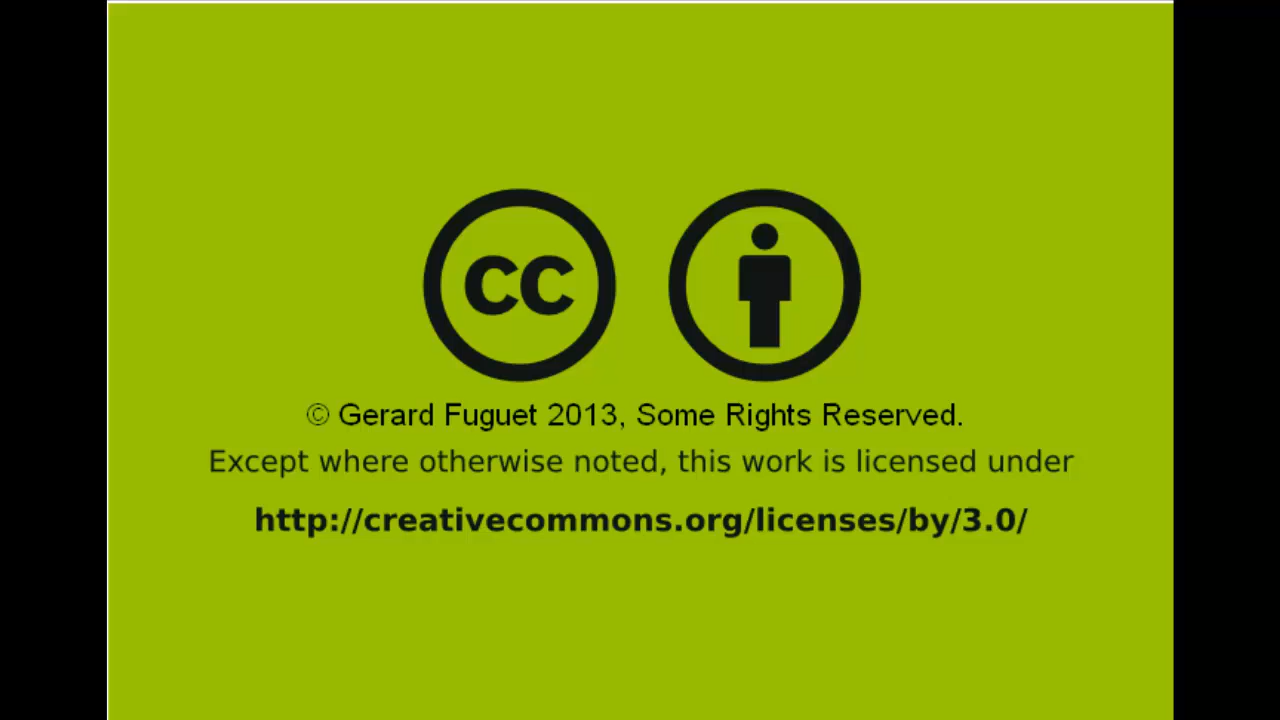 cc
© Gerard Fuguet 2013, Some Rights Reserved.
Except where otherwise noted, this work is licensed under
http://creativecommons.org/licenses/by/3.0/